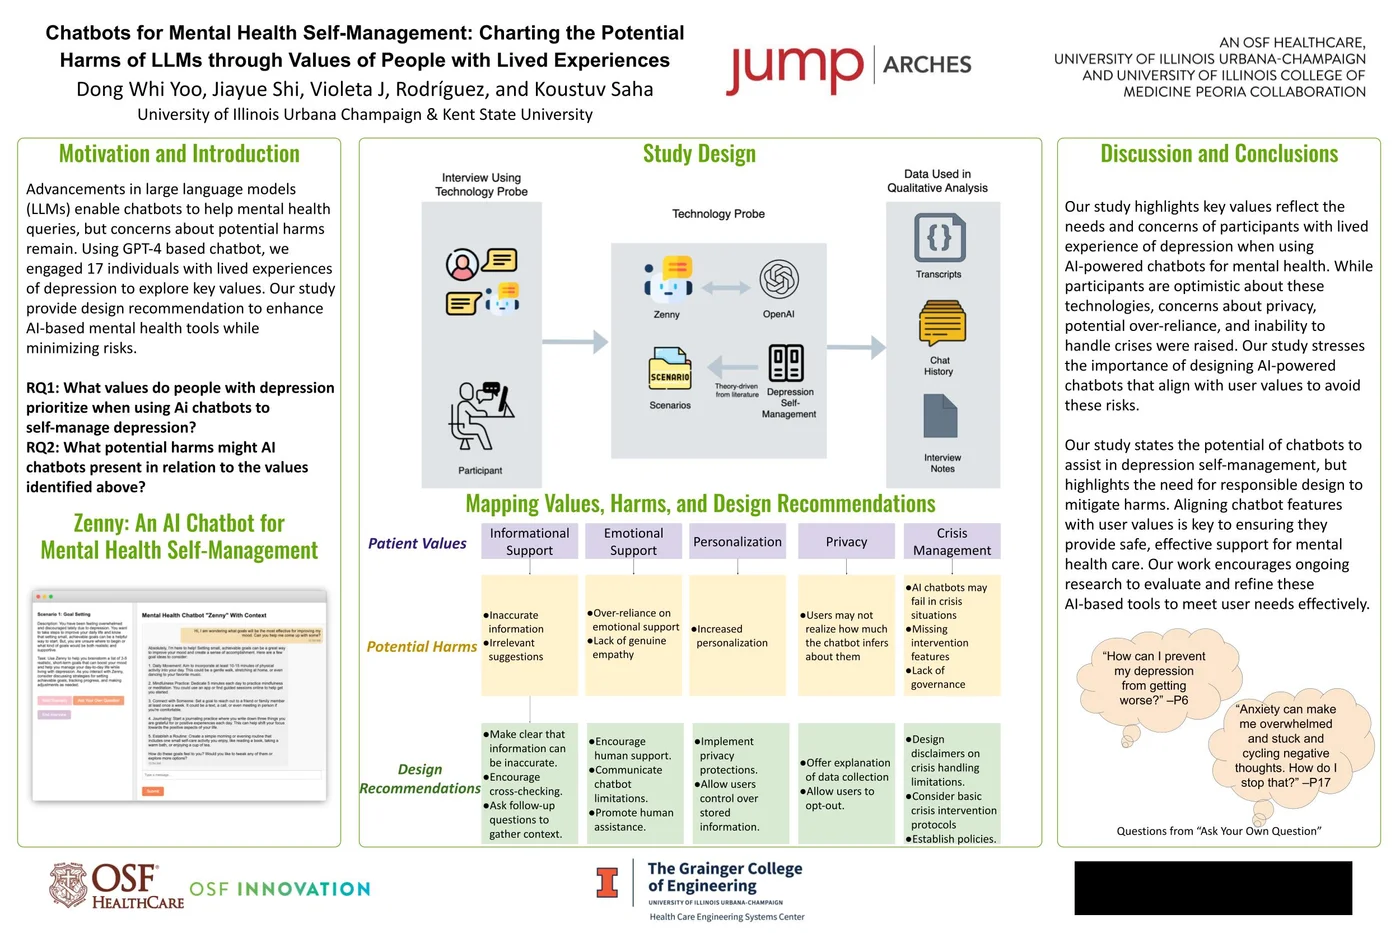 Chatbots for Mental Health Self-Management: Charting the Potential
Harms of LLMs through Values of People with Lived Experiences
Dong Whi Yoo, Jiayue Shi, Violeta J, Rodríguez, and Koustuv Saha
University of Illinois Urbana Champaign & Kent State University
jump ARCHES
AN OSF HEALTHCARE,
UNIVERSITY OF ILLINOIS URBANA-CHAMPAIGN
AND UNIVERSITY OF ILLINOIS COLLEGE OF
MEDICINE PEORIA COLLABORATION
Motivation and Introduction
Advancements in large language models
(LLMs) enable chatbots to help mental health
queries, but concerns about potential harms
remain. Using GPT-4 based chatbot, we
engaged 17 individuals with lived experiences
of depression to explore key values. Our study
provide design recommendation to enhance
AI-based mental health tools while
minimizing risks.
RQ1: What values do people with depression
prioritize when using Ai chatbots to
self-manage depression?
RQ2: What potential harms might AI
chatbots present in relation to the values
identified above?
Zenny: An AI Chatbot for
Mental Health Self-Management
Scenario 1: Goal Setting
Mental Health Chatbot "Zenny" With Context
Hi, I am wondering what goals will be the most effective for improving my
mood. Can you help me come up with some?
Study Design
Interview Using
Technology Probe
Participant
Technology Probe
Zenny
OpenAI
SCENARIO
Scenarios
Theory-driven
from literature
Depression
Self-
Management
Data Used in
Qualitative Analysis
Transcripts
Chat
History
Interview
Notes
Mapping Values, Harms, and Design Recommendations
Patient Values
Informational
Support
Emotional
Support
Personalization
Privacy
Crisis
Management
Potential Harms
●Inaccurate
information
●Irrelevant
suggestions
●Over-reliance on
emotional support
●Lack of genuine
empathy
●Increased
personalization
●Users may not
realize how much
the chatbot infers
about them
●AI chatbots may
fail in crisis
situations
●Missing
intervention
features
●Lack of
governance
Design
Recommendations
●Make clear that
information can
be inaccurate.
●Encourage
cross-checking.
●Ask follow-up
questions to
gather context.
●Encourage
human support.
●Communicate
chatbot
limitations.
●Promote human
assistance.
●Implement
privacy
protections.
●Allow users
control over
stored
information.
●Offer explanation
of data collection
●Allow users to
opt-out.
●Design
disclaimers on
crisis handling
limitations.
●Consider basic
crisis intervention
protocols
●Establish policies.
Discussion and Conclusions
Our study highlights key values reflect the
needs and concerns of participants with lived
experience of depression when using
AI-powered chatbots for mental health. While
participants are optimistic about these
technologies, concerns about privacy,
potential over-reliance, and inability to
handle crises were raised. Our study stresses
the importance of designing AI-powered
chatbots that align with user values to avoid
these risks.
Our study states the potential of chatbots to
assist in depression self-management, but
highlights the need for responsible design to
mitigate harms. Aligning chatbot features
with user values is key to ensuring they
provide safe, effective support for mental
health care. Our work encourages ongoing
research to evaluate and refine these
AI-based tools to meet user needs effectively.
“How can I prevent
my depression
from getting
worse?” –P6
“Anxiety can make
me overwhelmed
and stuck and
cycling negative
thoughts. How do I
stop that?” –P17
Questions from “Ask Your Own Question”
OSF
HEALTHCARE
OSF INNOVATION
The Grainger College
of Engineering
UNIVERSITY OF ILLINOIS URBANA-CHAMPAIGN
Health Care Engineering Systems Center